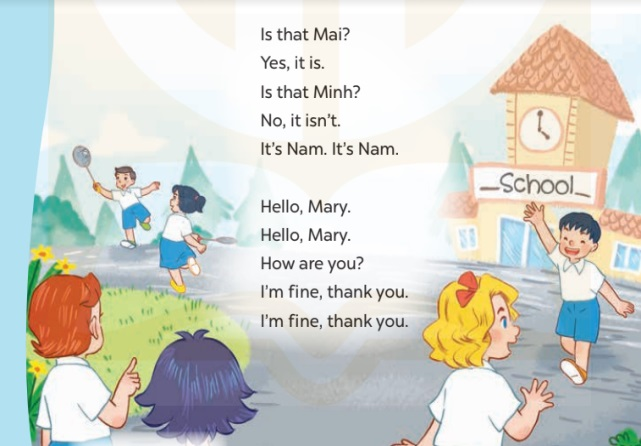 Is that Mai?
Yes, it is.
Is that Minh?
No, it isn't.
It's Nam. It's Nam.
Hello, Mary.
Hello, Mary.
How are you?
I'm fine, thank you.
I'm fine, thank you.
School